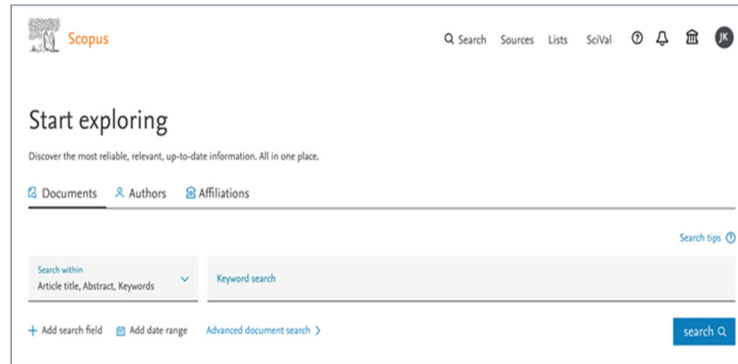 Scopus
Search Sources Lists SciVal JK
Start exploring
Discover the most reliable, relevant, up-to-date information. All in one place.
Documents Authors Affiliations
Search tips
Search within
Article title, Abstract, Keywords
Keyword search
Add search field Add date range Advanced document search
search